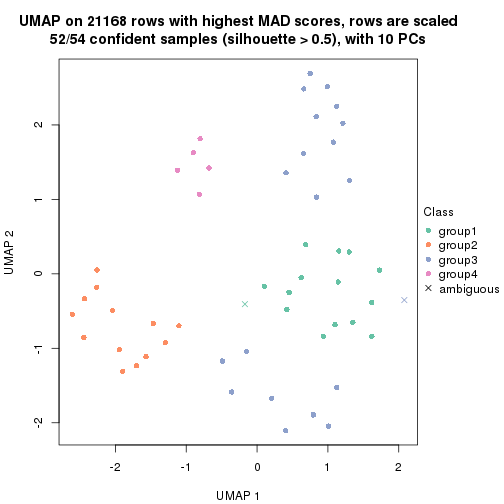 UMAP on 21168 rows with highest MAD scores, rows are scaled
52/54 confident samples (silhouette > 0.5), with 10 PCs
2
1
0
-1
-2
UMAP 2
-2
-1
0
1
2
UMAP 1
Class
group1
group2
group3
group4
ambiguous